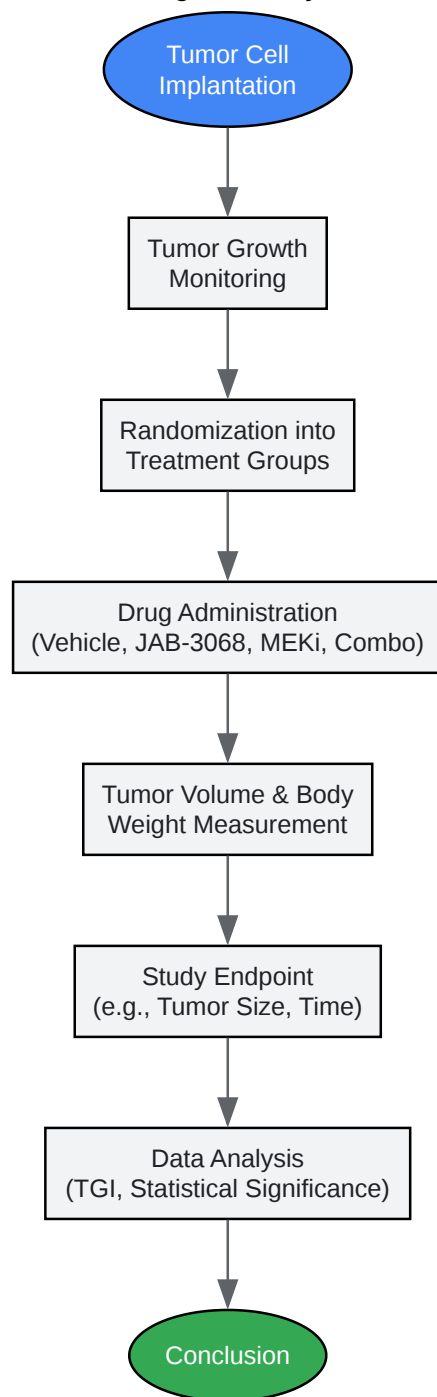 Tumor Cell
Implantation
Tumor Growth
Monitoring
Randomization into
Treatment Groups
Drug Administration
(Vehicle, JAB-3068, MEKi, Combo)
Tumor Volume & Body
Weight Measurement
Study Endpoint
(e.g., Tumor Size, Time)
Data Analysis
(TGI, Statistical Significance)
Conclusion